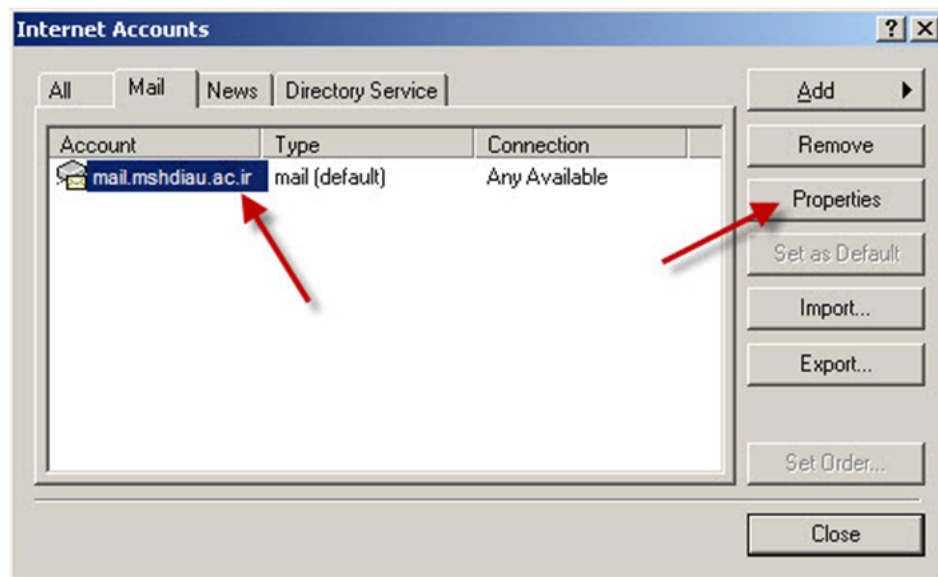 Internet Accounts
All Mail News Directory Service
Account Type Connection
mail.mshdiau.ac.ir mail (default) Any Available
Add
Remove
Properties
Set as Default
Import...
Export...
Set Order...
Close